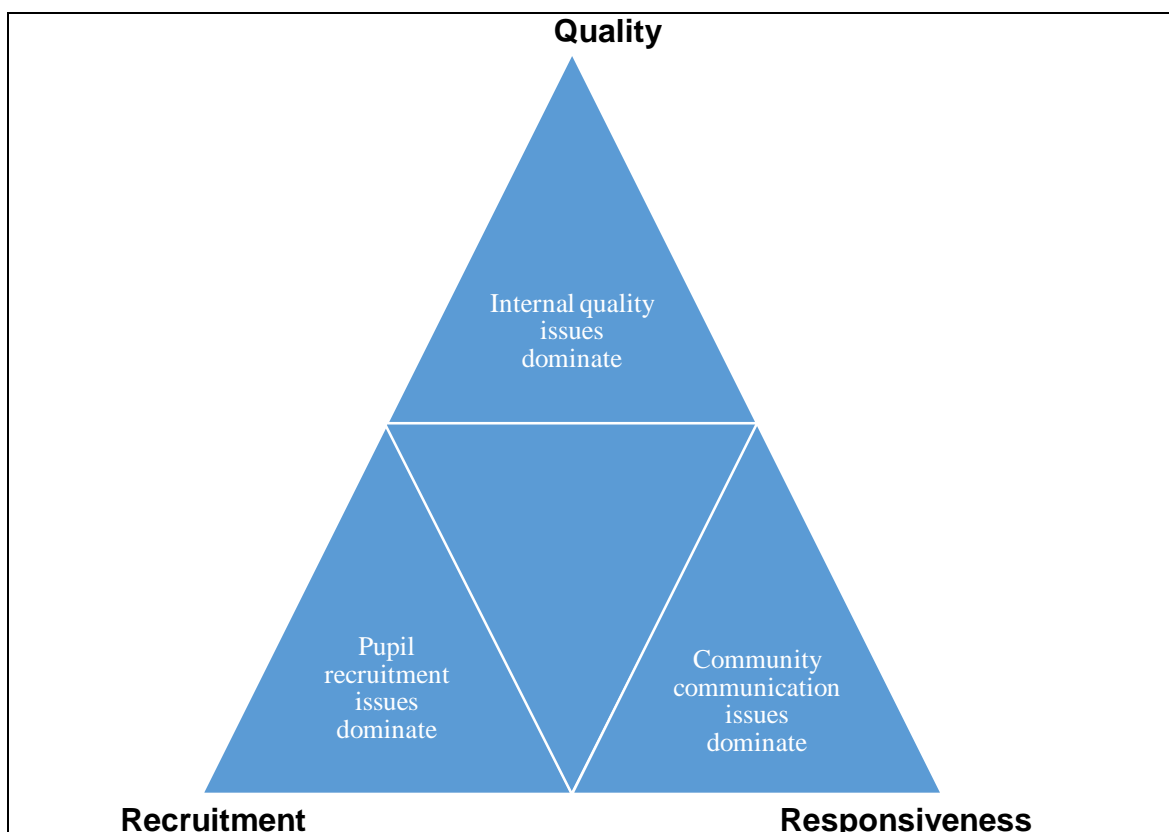 Quality
Internal quality
issues
dominate
Pupil
recruitment
issues
dominate
Community
communication
issues
dominate
Recruitment
Responsiveness